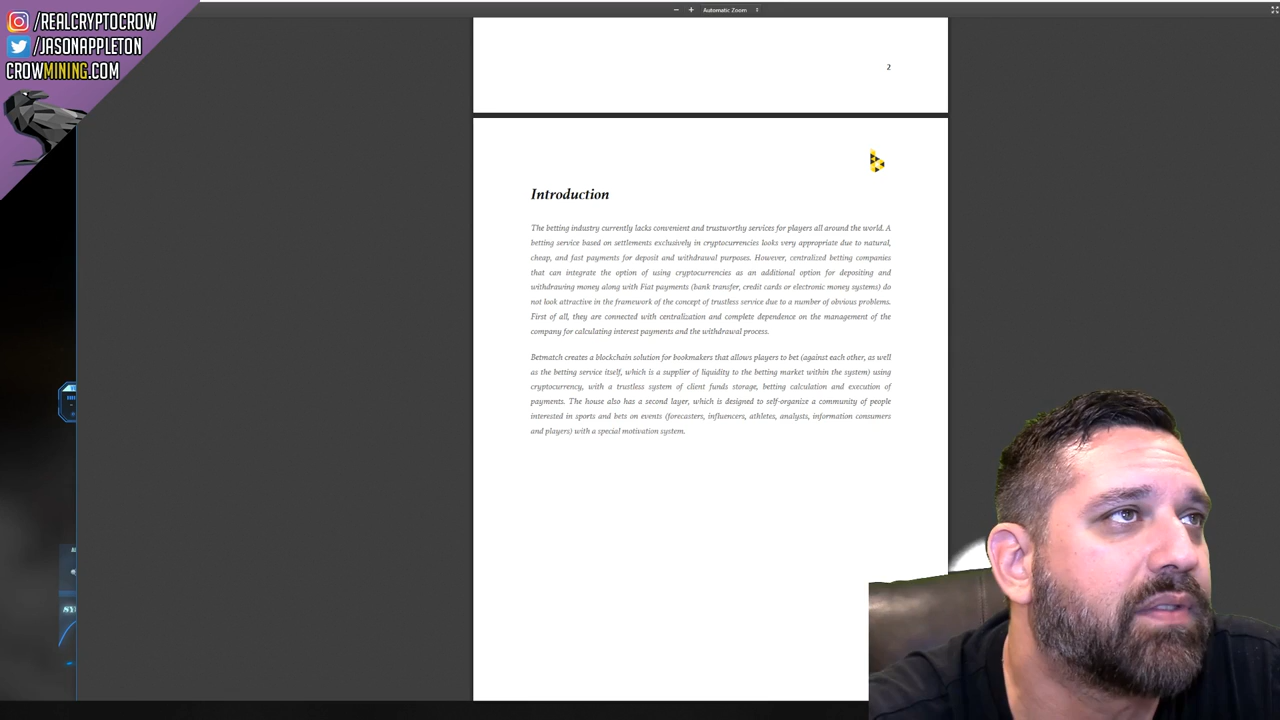 /REALCRYPTOCROW
/JASONAPPLETON
CROWMINING.COM
Automatic Zoom
2
Introduction
The betting industry currently lacks convenient and trustworthy services for players all around the world. A
betting service based on settlements exclusively in cryptocurrencies looks very appropriate due to natural,
cheap, and fast payments for deposit and withdrawal purposes. However, centralized betting companies
that can integrate the option of using cryptocurrencies as an additional option for depositing and
withdrawing money along with Fiat payments (bank transfer, credit cards or electronic money systems) do
not look attractive in the framework of the concept of trustless service due to a number of obvious problems.
First of all, they are connected with centralization and complete dependence on the management of the
company for calculating interest payments and the withdrawal process.
Betmatch creates a blockchain solution for bookmakers that allows players to bet (against each other, as well
as the betting service itself, which is a supplier of liquidity to the betting market within the system) using
cryptocurrency, with a trustless system of client funds storage, betting calculation and execution of
payments. The house also has a second layer, which is designed to self-organize a community of people
interested in sports and bets on events (forecasters, influencers, athletes, analysts, information consumers
and players) with a special motivation system.